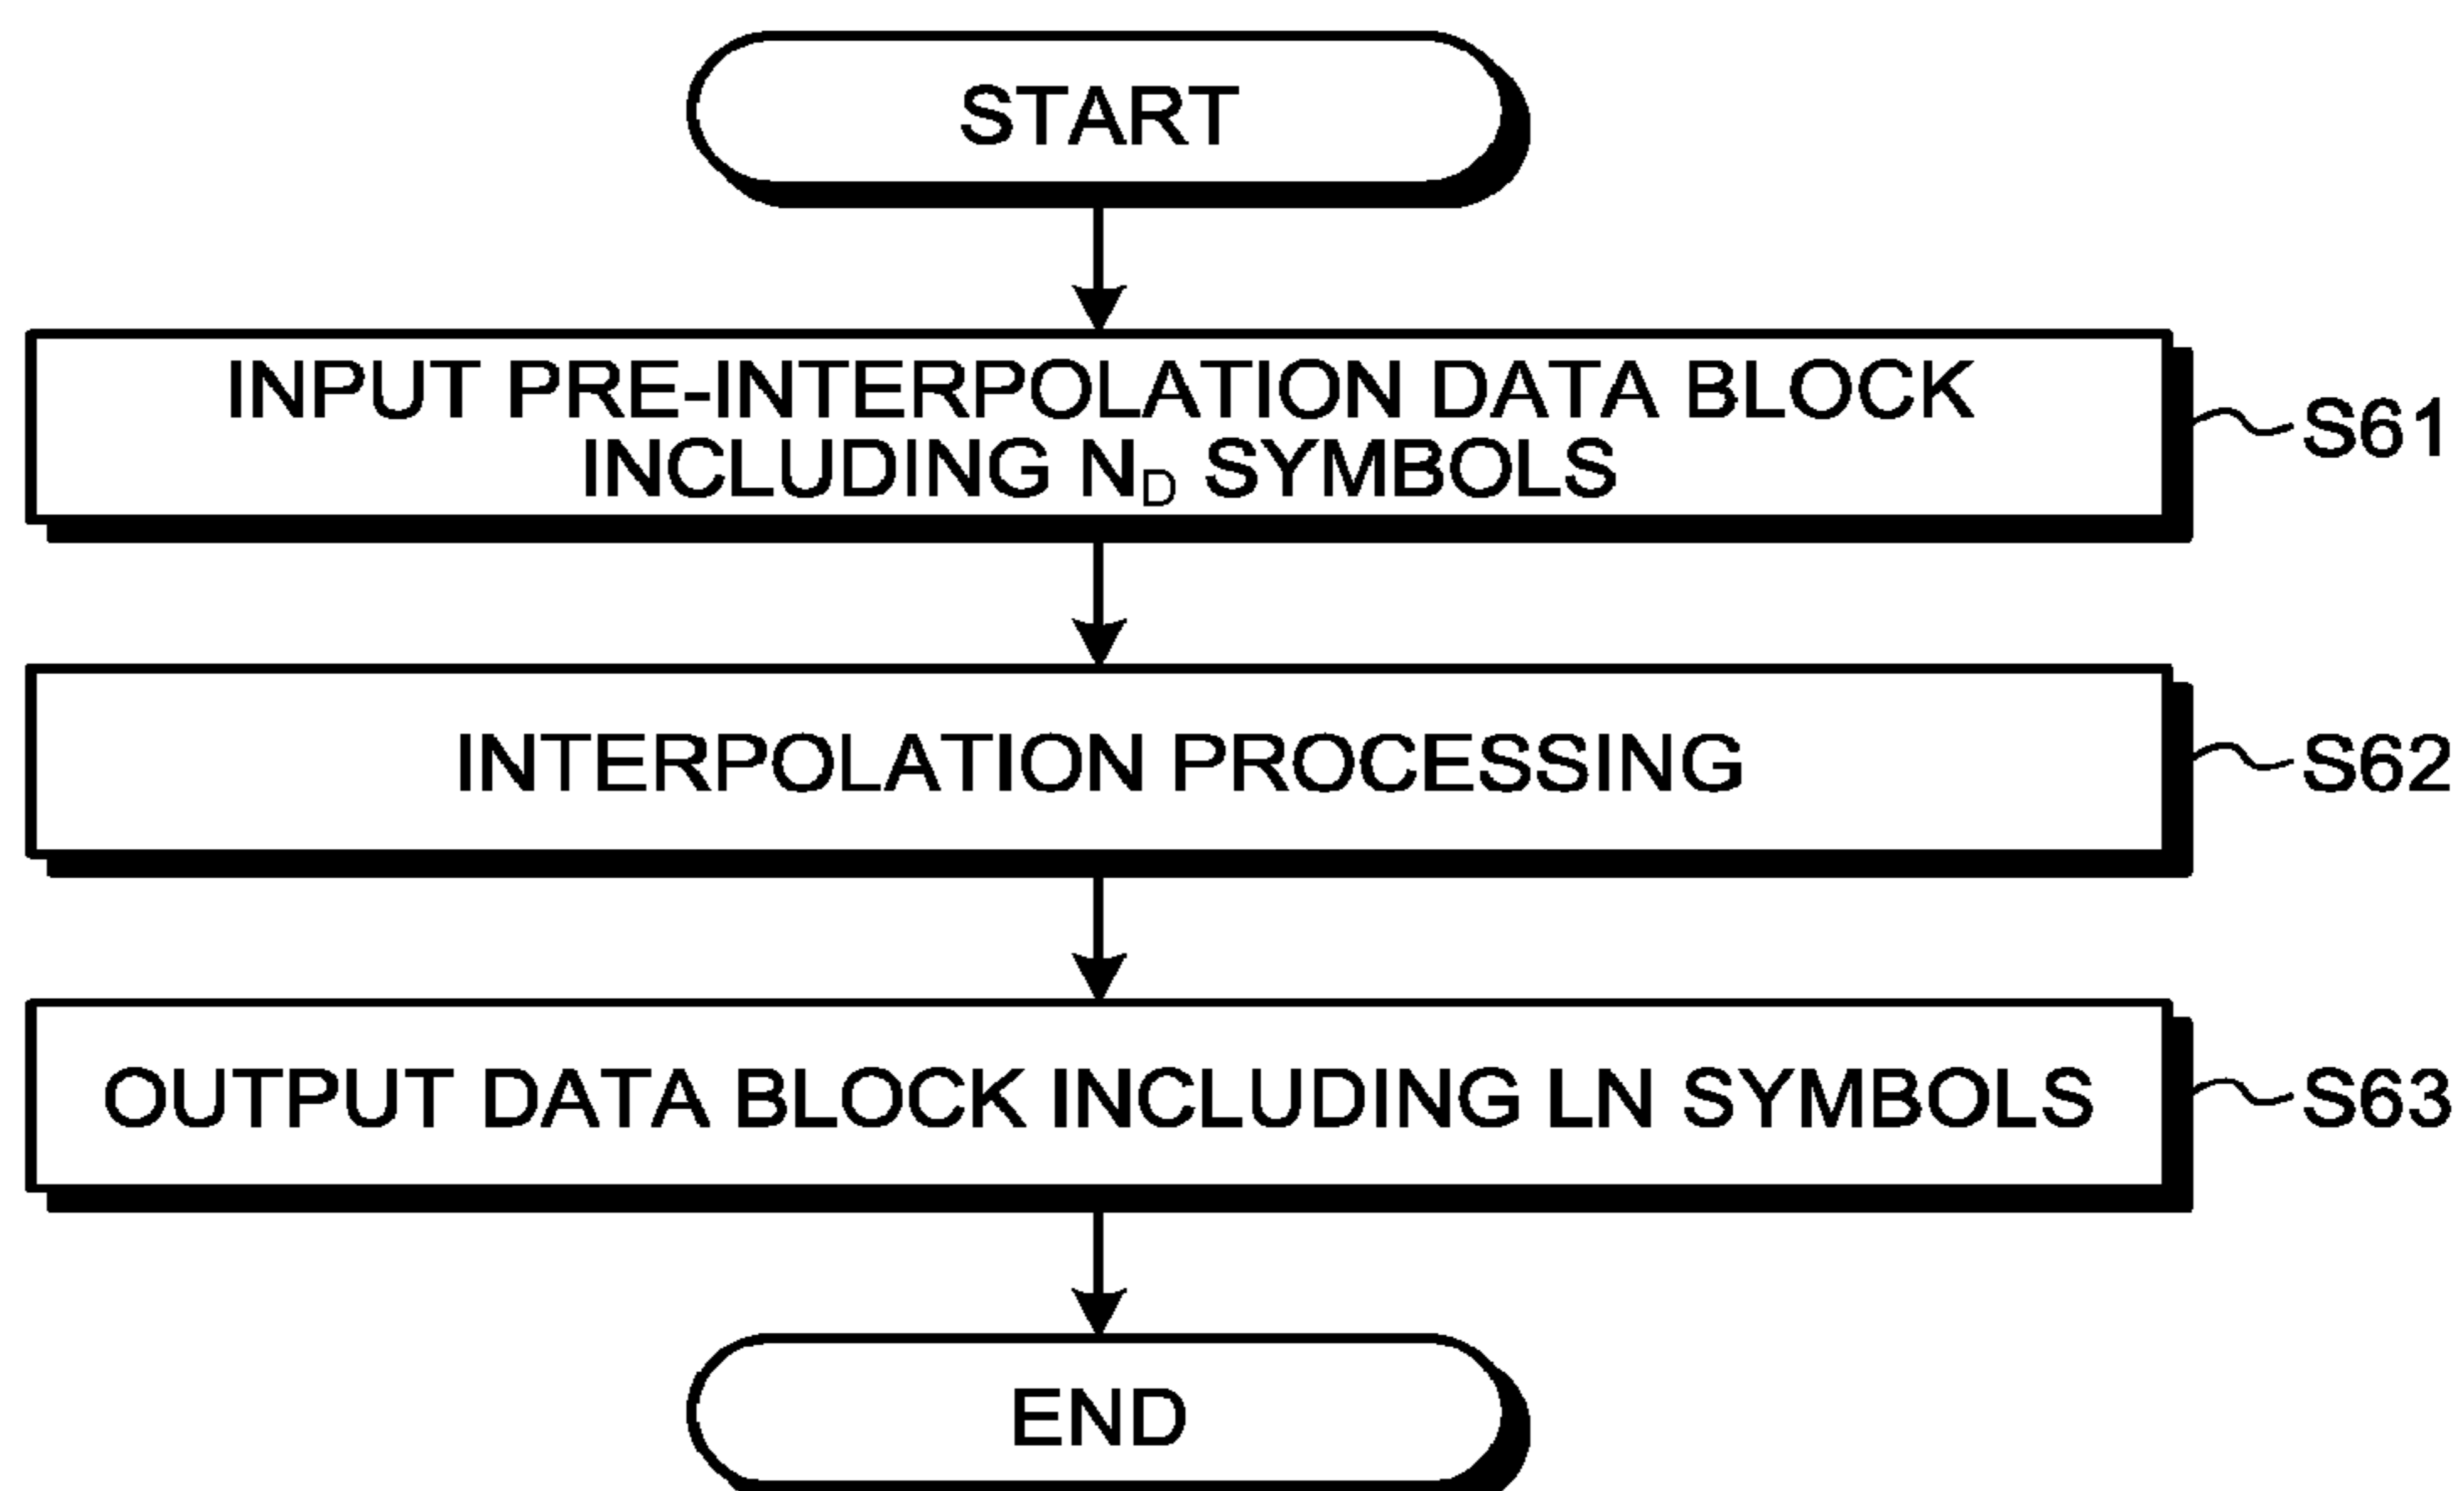 START
INPUT PRE-INTERPOLATION DATA BLOCK
INCLUDING N_D SYMBOLS
S61
INTERPOLATION PROCESSING
S62
OUTPUT DATA BLOCK INCLUDING LN SYMBOLS
S63
END